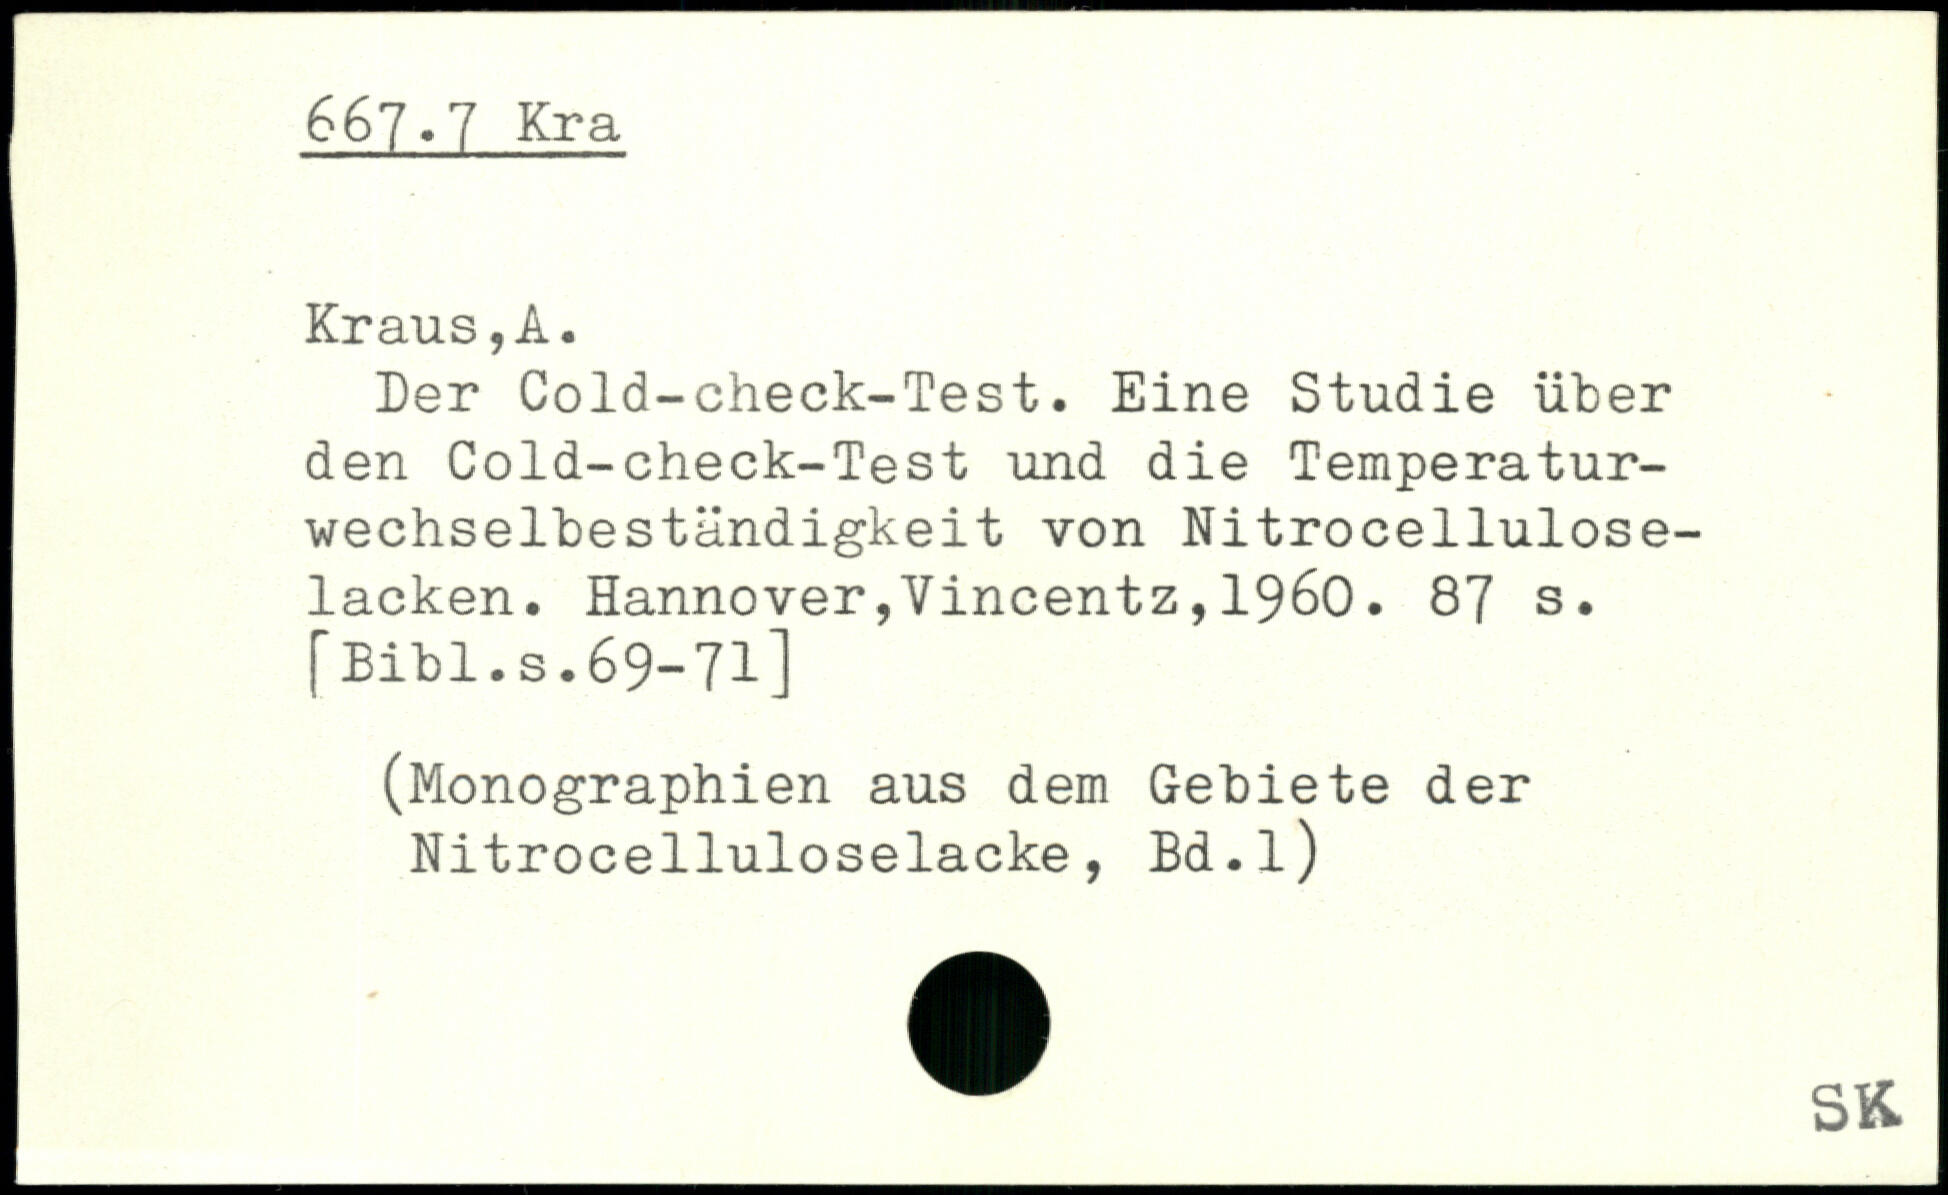 667.7 Kra
Kraus,A.
Der Cold-check-Test. Eine Studie über
den Cold-check-Test und die Temperatur-
wechselbeständigkeit von Nitrocellulose-
lacken. Hannover,Vincentz,1960. 87 s.
[Bibl.s.69-71]
(Monographien aus dem Gebiete der
Nitrocelluloselacke, Bd.1)
SK